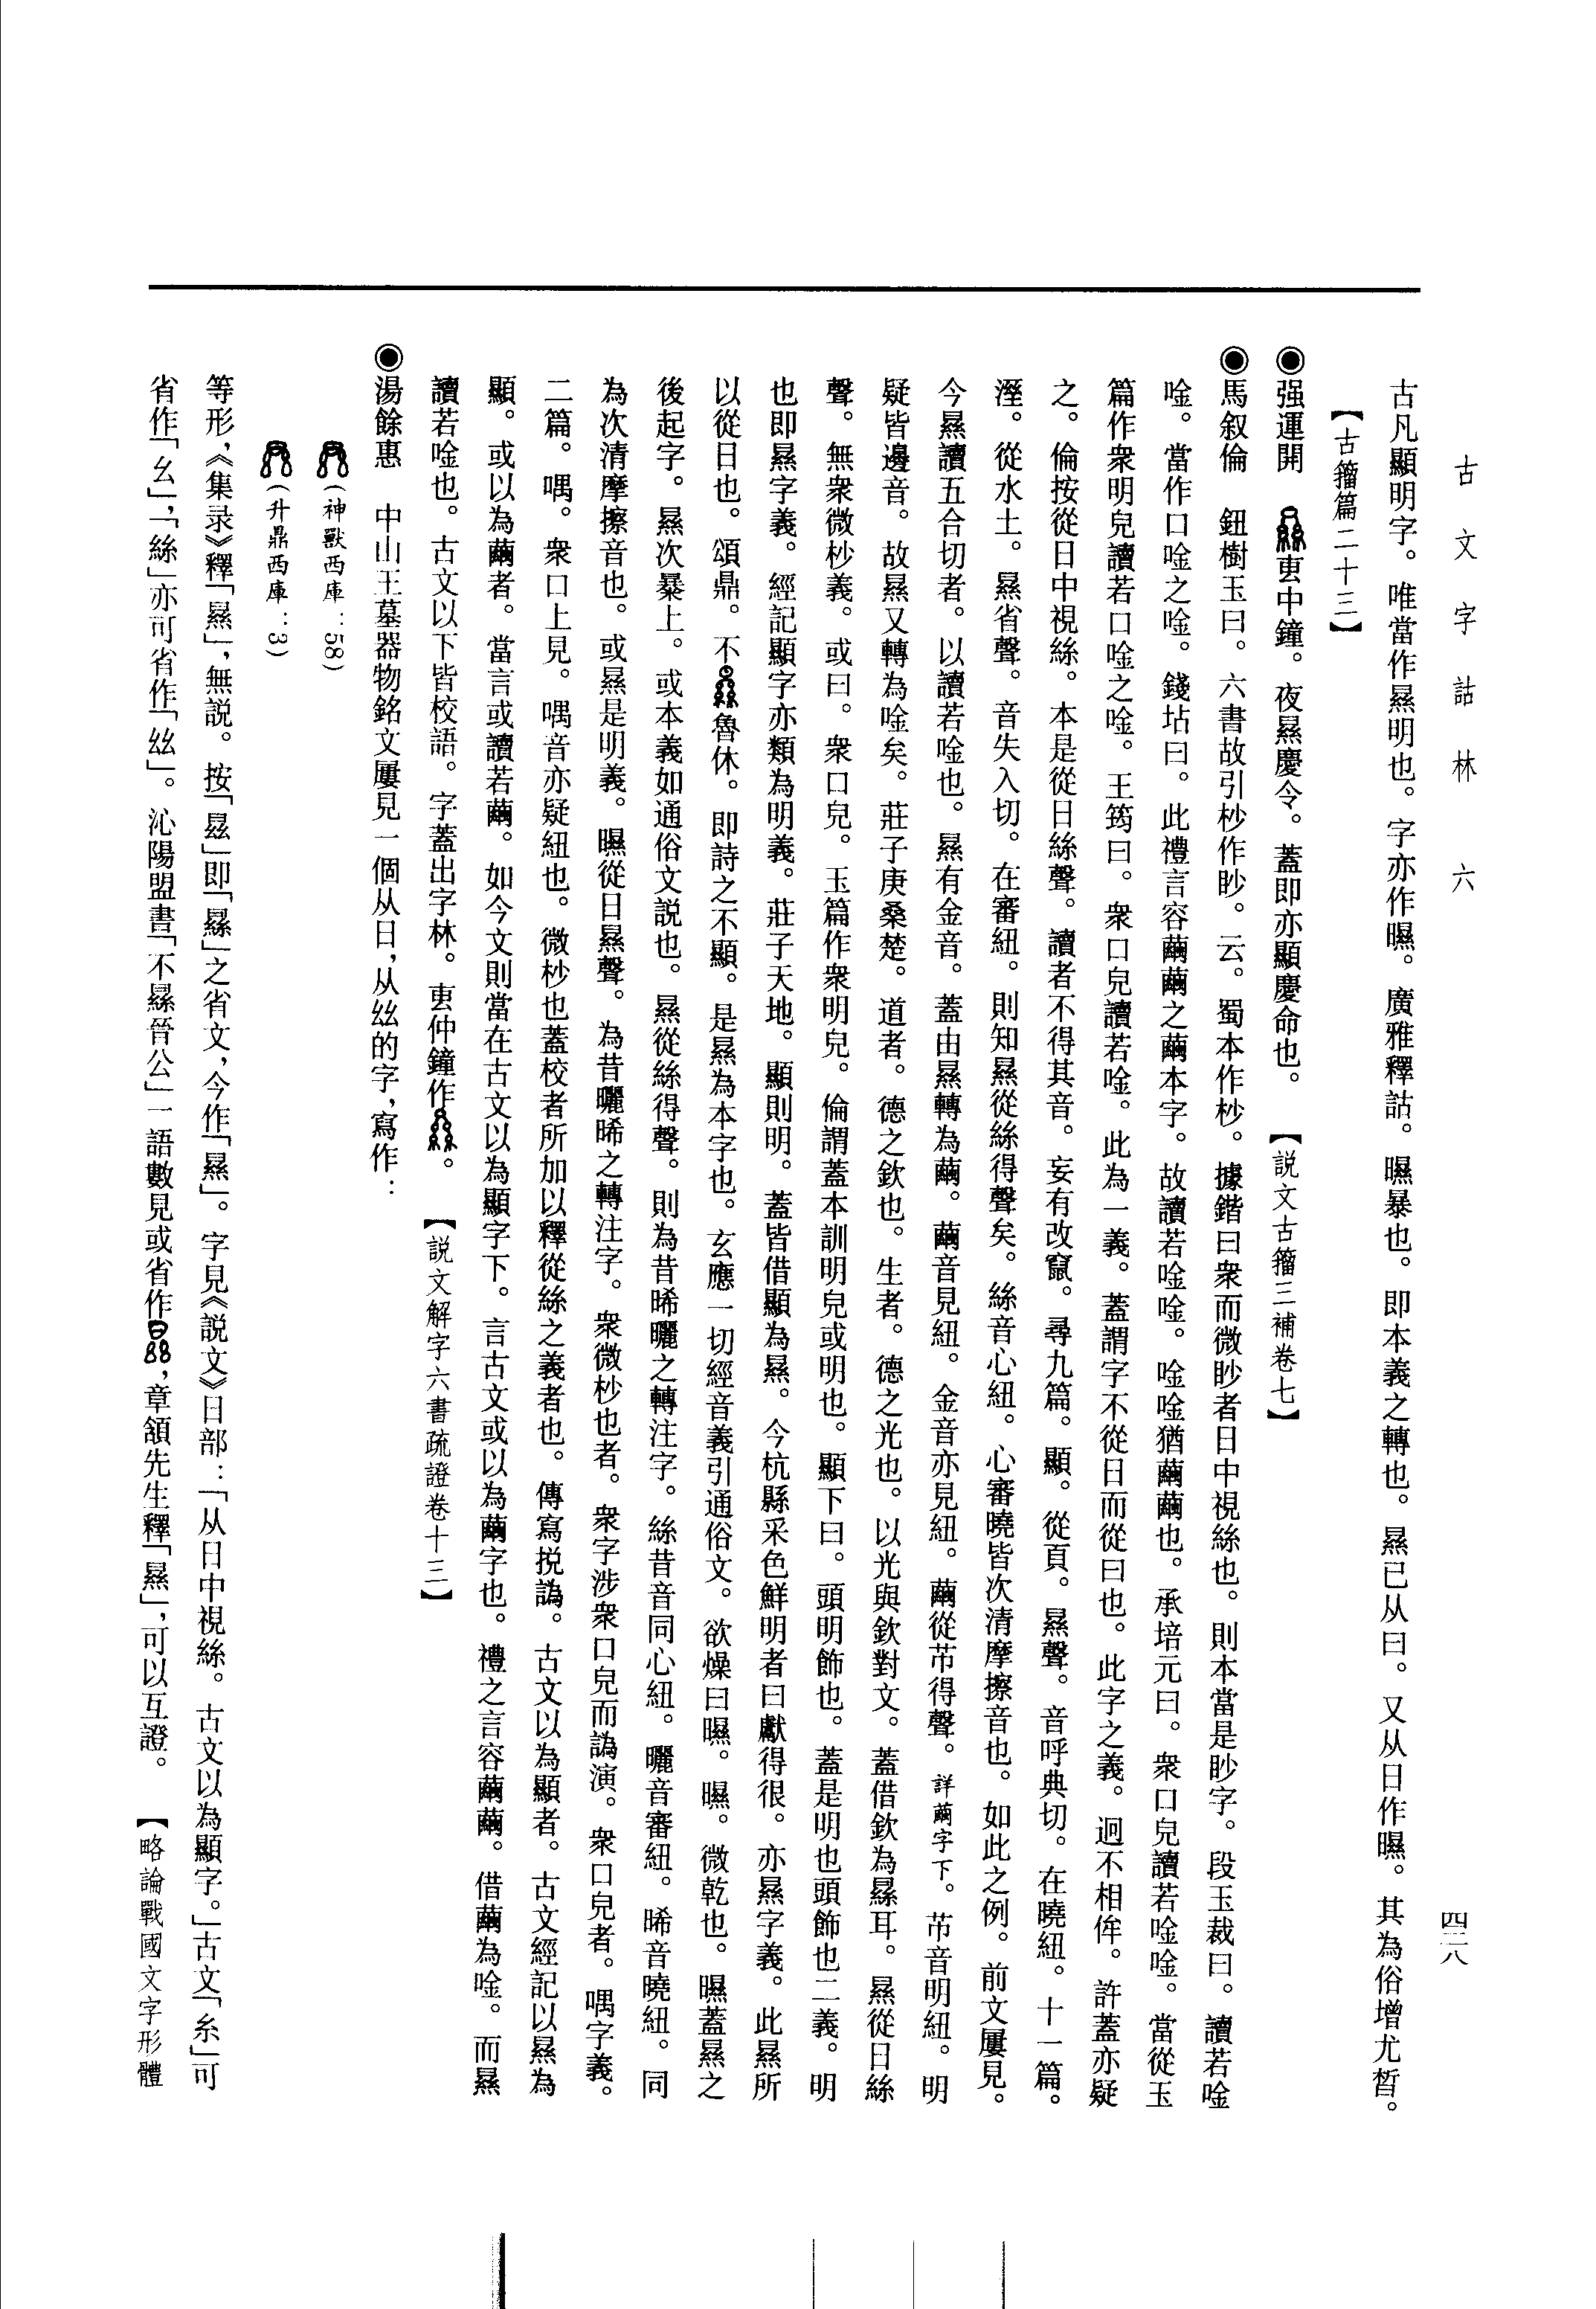 古文字詁林 六
四三八
古凡顯明字。唯當作㬎明也。字亦作㬎。廣雅釋詁。曝暴也。即本義之轉也。㬎已从日。又从日作㬎。其為俗增尤晳。
【古籀篇二十三】
◉强運開 叀中鐘。夜㬎慶令。蓋即亦顯慶命也。 【説文古籀三補卷七】
◉馬叙倫 鈕樹玉曰。六書故引杪作眇。云。蜀本作杪。據鍇曰衆而微眇者日中視絲也。則本當是眇字。段玉裁曰。讀若唫
唫。當作口唫之唫。錢坫曰。此禮言容繭繭之繭本字。故讀若唫唫。唫唫猶繭繭也。承培元曰。衆口皃讀若唫唫。當從玉
篇作衆明皃讀若口唫之唫。王筠曰。衆口皃讀若唫。此為一義。蓋謂字不從日而從曰也。此字之義。迥不相侔。許蓋亦疑
之。倫按從日中視絲。本是從日絲聲。讀者不得其音。妄有改竄。尋九篇。顯。從頁。㬎聲。音呼典切。在曉紐。十一篇。
溼。從水土。㬎省聲。音失入切。在審紐。則知㬎從絲得聲矣。絲音心紐。心審曉皆次清摩擦音也。如此之例。前文屢見。
今㬎讀五合切者。以讀若唫也。㬎有金音。蓋由㬎轉為繭。繭音見紐。金音亦見紐。繭從芇得聲。詳繭字下。芇音明紐。明
疑皆邊音。故㬎又轉為唫矣。莊子庚桑楚。道者。德之欽也。生者。德之光也。以光與欽對文。蓋借欽為㬎耳。㬎從日絲
聲。無衆微杪義。或曰。衆口皃。玉篇作衆明皃。倫謂蓋本訓明皃或明也。顯下曰。頭明飾也。蓋是明也頭飾也二義。明
也即㬎字義。經記顯字亦類為明義。莊子天地。顯則明。蓋皆借顯為㬎。今杭縣采色鮮明者曰獻得很。亦㬎字義。此㬎所
以從日也。頌鼎。不魯休。即詩之不顯。是㬎為本字也。玄應一切經音義引通俗文。欲燥曰㬎。㬎。微乾也。㬎蓋㬎之
後起字。㬎次暴上。或本義如通俗文説也。㬎從絲得聲。則為昔晞曬之轉注字。絲昔音同心紐。曬音審紐。晞音曉紐。同
為次清摩擦音也。或㬎是明義。㬎從日㬎聲。為昔曬晞之轉注字。衆微杪也者。衆字涉衆口皃而譌演。衆口皃者。喁字義。
二篇。喁。衆口上見。喁音亦疑紐也。微杪也蓋校者所加以釋從絲之義者也。傳寫捝譌。古文以為顯者。古文經記以㬎為
顯。或以為繭者。當言或讀若繭。如今文則當在古文以為顯字下。言古文或以為繭字也。禮之言容繭繭。借繭為唫。而㬎
讀若唫也。古文以下皆校語。字蓋出字林。叀仲鐘作。 【説文解字六書疏證卷十三】
◉湯餘惠 中山王墓器物銘文屢見一個从日，从丝的字，寫作：
（神獸西庫：58）
（升鼎西庫：3）
等形，《集录》釋「㬎」，無説。按「㬎」即「㬎」之省文，今作「㬎」。字見《説文》日部：「从日中視絲。古文以為顯字。」古文「糸」可
省作「幺」，「絲」亦可省作「丝」。沁陽盟書「不㬎晉公」一語數見或省作，章頷先生釋「㬎」，可以互證。 【略論戰國文字形體